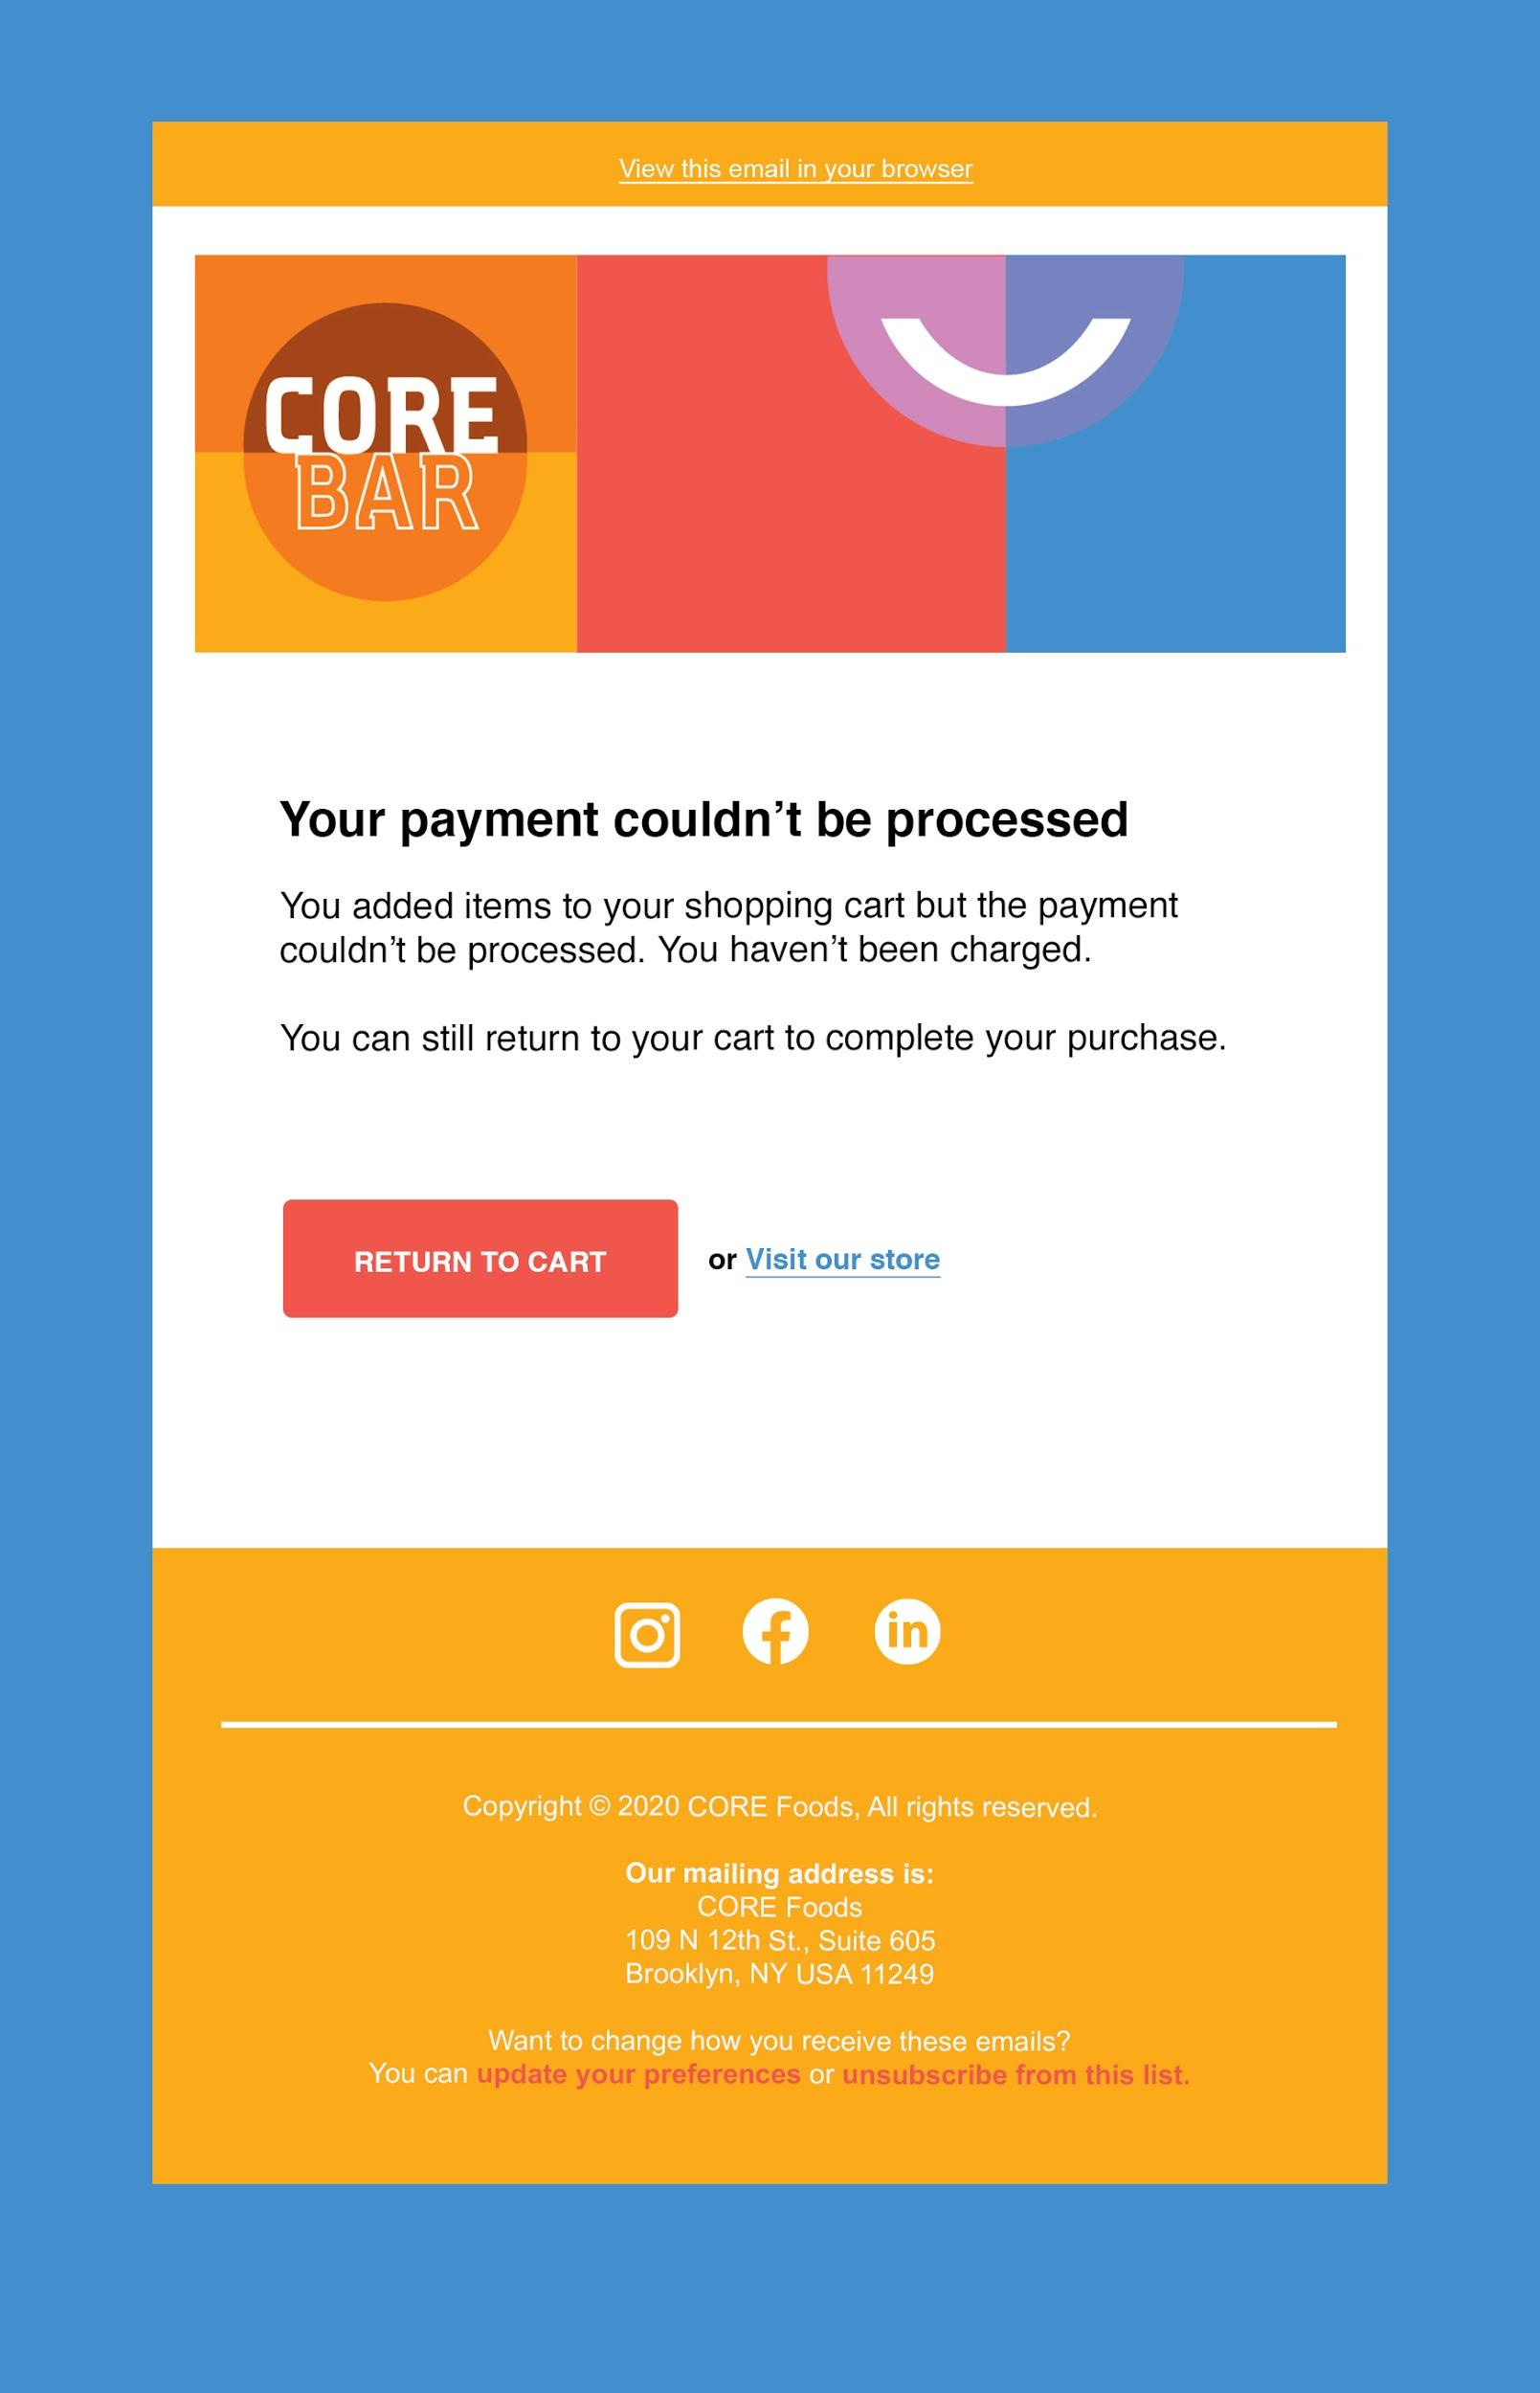 View this email in your browser
CORE
BAR
Your payment couldn’t be processed
You added items to your shopping cart but the payment
couldn’t be processed. You haven’t been charged.
You can still return to your cart to complete your purchase.
RETURN TO CART or Visit our store
Copyright © 2020 CORE Foods, All rights reserved.
Our mailing address is:
CORE Foods
109 N 12th St., Suite 605
Brooklyn, NY USA 11249
Want to change how you receive these emails?
You can update your preferences or unsubscribe from this list.